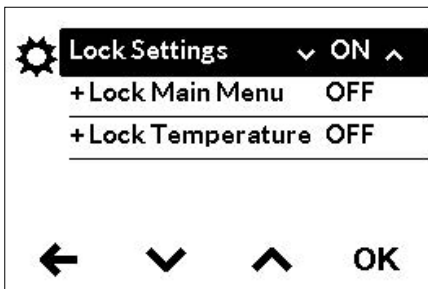 Lock Settings ON
+Lock Main Menu OFF
+Lock Temperature OFF
OK